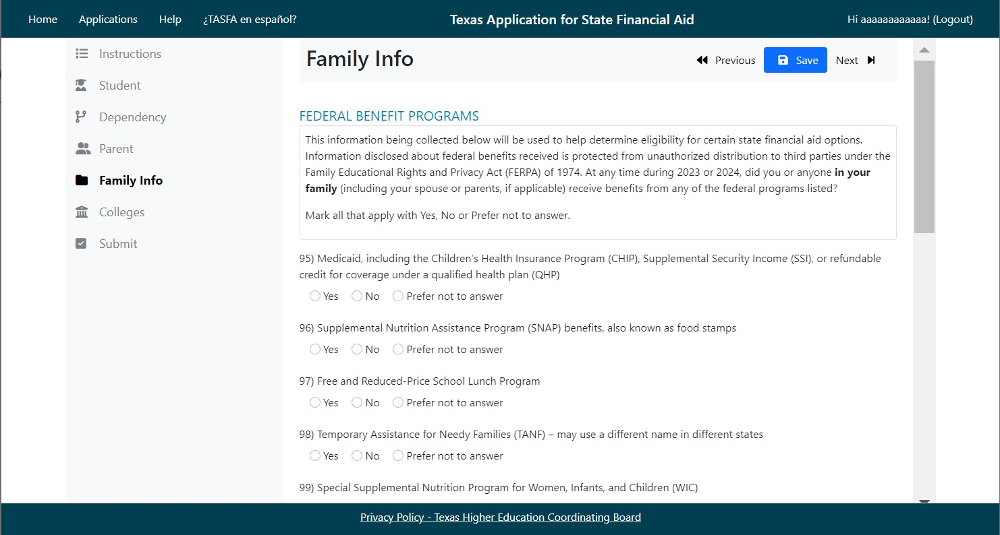 Home Applications Help ¿TASFA en español? Texas Application for State Financial Aid Hi aaaaaaaaaaaa! (Logout)
Instructions
Student
Dependency
Parent
Family Info
Colleges
Submit
Family Info Previous Save Next
FEDERAL BENEFIT PROGRAMS
This information being collected below will be used to help determine eligibility for certain state financial aid options.
Information disclosed about federal benefits received is protected from unauthorized distribution to third parties under the
Family Educational Rights and Privacy Act (FERPA) of 1974. At any time during 2023 or 2024, did you or anyone in your
family (including your spouse or parents, if applicable) receive benefits from any of the federal programs listed?
Mark all that apply with Yes, No or Prefer not to answer.
95) Medicaid, including the Children's Health Insurance Program (CHIP), Supplemental Security Income (SSI), or refundable
credit for coverage under a qualified health plan (QHP)
Yes No Prefer not to answer
96) Supplemental Nutrition Assistance Program (SNAP) benefits, also known as food stamps
Yes No Prefer not to answer
97) Free and Reduced-Price School Lunch Program
Yes No Prefer not to answer
98) Temporary Assistance for Needy Families (TANF) – may use a different name in different states
Yes No Prefer not to answer
99) Special Supplemental Nutrition Program for Women, Infants, and Children (WIC)
Privacy Policy - Texas Higher Education Coordinating Board